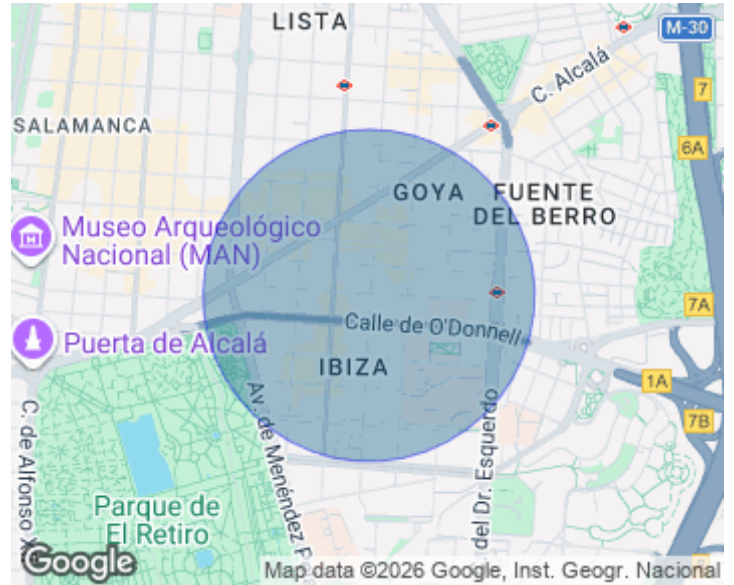 LISTA
M-30
C. Alcalá
7
SALAMANCA
6A
GOYA
FUENTE
DEL BERRO
Museo Arqueológico
Nacional (MAN)
7A
Calle de O'Donnell
Puerta de Alcalá
IBIZA
1A
7B
C. de Alfonso X
Av. de Menéndez P
del Dr. Esquerdo
Parque de
El Retiro
Google
Map data ©2026 Google, Inst. Geogr. Nacional